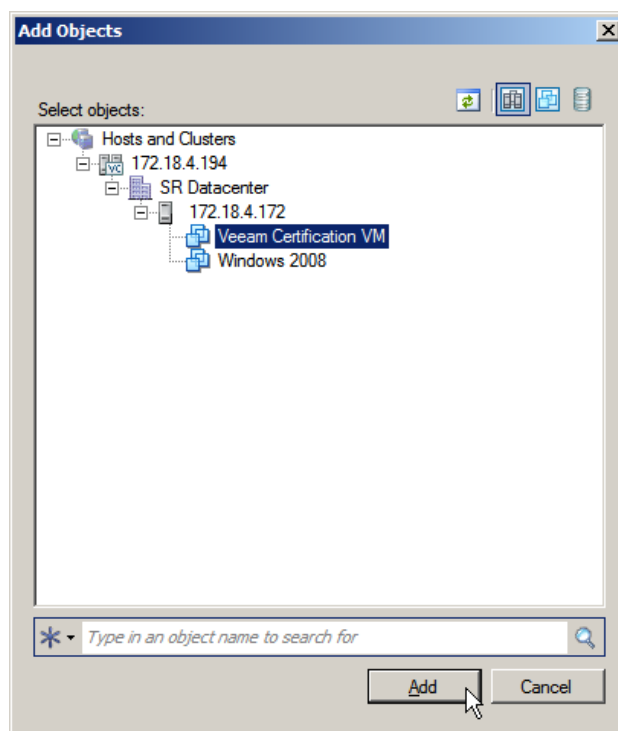 Add Objects
Select objects:
Hosts and Clusters
VC 172.18.4.194
SR Datacenter
172.18.4.172
Veeam Certification VM
Windows 2008
Type in an object name to search for
Add Cancel